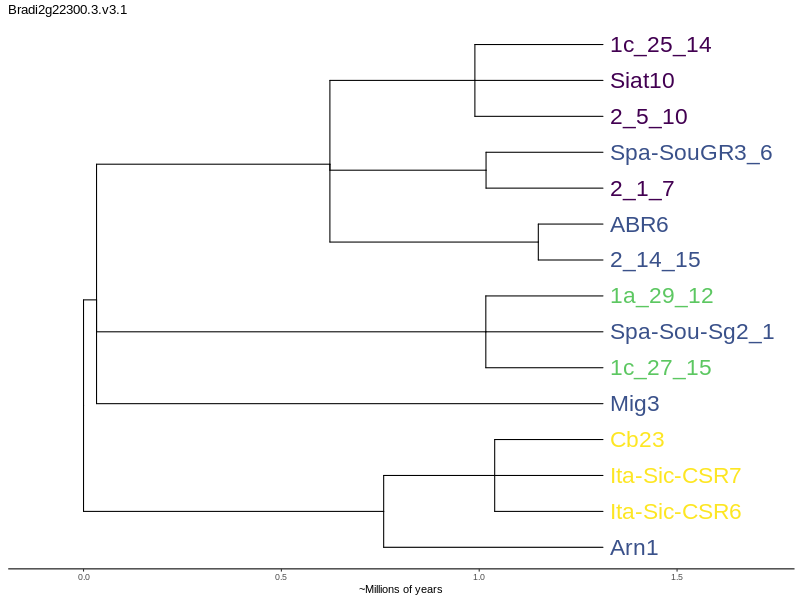 Bradi2g22300.3.v3.1
1c_25_14
Siat10
2_5_10
Spa-SouGR3_6
2_1_7
ABR6
2_14_15
1a_29_12
Spa-Sou-Sg2_1
1c_27_15
Mig3
Cb23
Ita-Sic-CSR7
Ita-Sic-CSR6
Arn1
0.0 0.5 1.0 1.5
~Millions of years